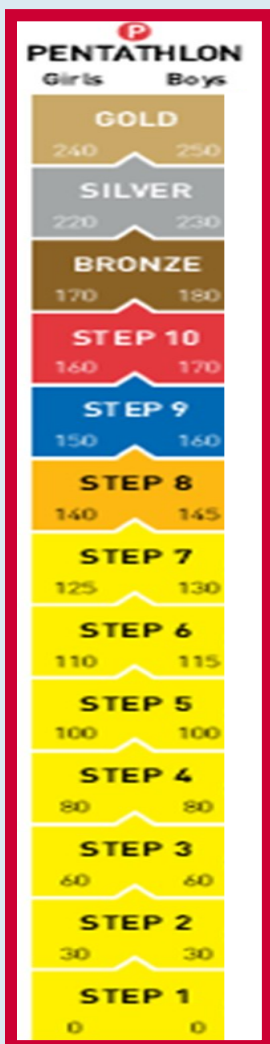 P
PENTATHLON
Girls Boys
GOLD
240 250
SILVER
220 230
BRONZE
170 180
STEP 10
160 170
STEP 9
150 160
STEP 8
140 145
STEP 7
125 130
STEP 6
110 115
STEP 5
100 100
STEP 4
80 80
STEP 3
60 60
STEP 2
30 30
STEP 1
0 0